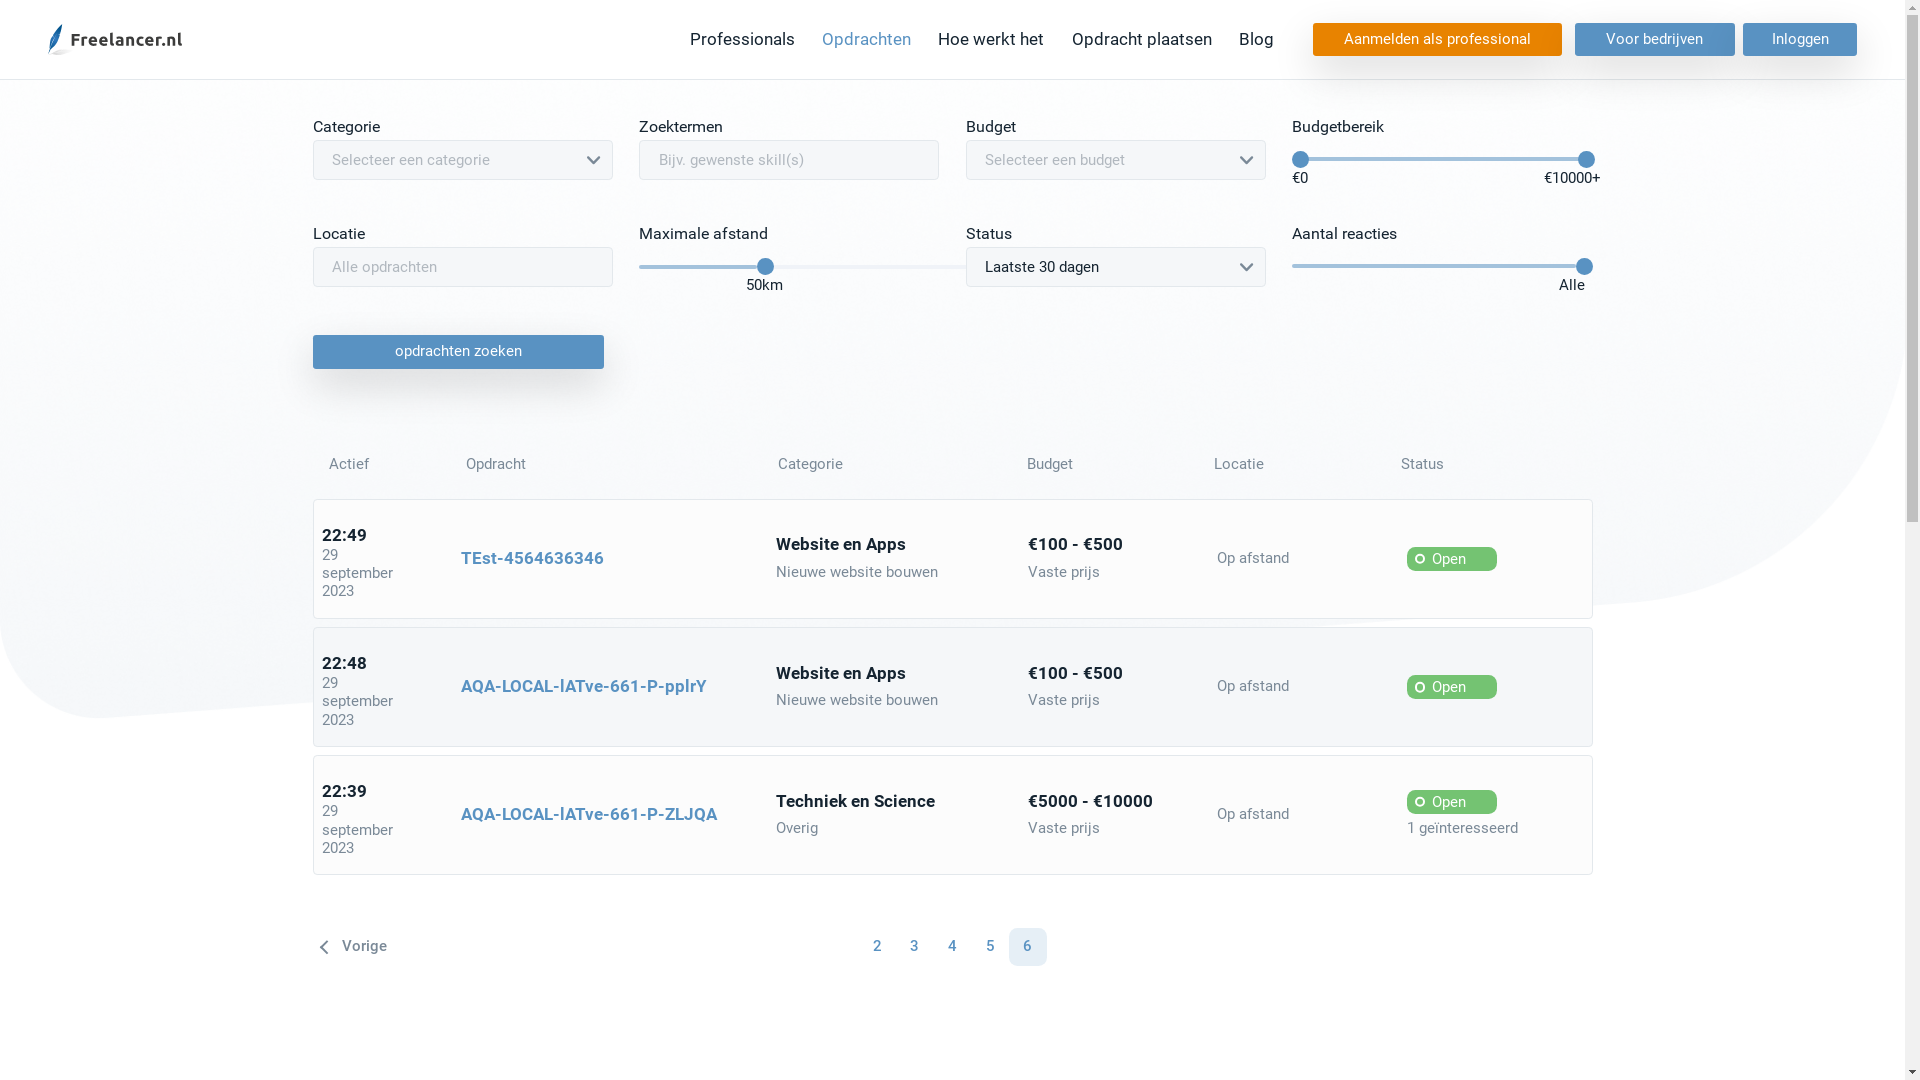 Freelancer.nl
Professionals Opdrachten Hoe werkt het Opdracht plaatsen Blog Aanmelden als professional Voor bedrijven Inloggen
Categorie Zoektermen Budget Budgetbereik
Selecteer een categorie Bijv. gewenste skill(s) Selecteer een budget
€0 €10000+
Locatie Maximale afstand Status Aantal reacties
Alle opdrachten Laatste 30 dagen
50km Alle
opdrachten zoeken
Actief Opdracht Categorie Budget Locatie Status
22:49
29
september
2023
TEst-4564636346
Website en Apps
Nieuwe website bouwen
€100 - €500
Vaste prijs
Op afstand
Open
22:48
29
september
2023
AQA-LOCAL-lATve-661-P-pplrY
Website en Apps
Nieuwe website bouwen
€100 - €500
Vaste prijs
Op afstand
Open
22:39
29
september
2023
AQA-LOCAL-lATve-661-P-ZLJQA
Techniek en Science
Overig
€5000 - €10000
Vaste prijs
Op afstand
Open
1 geïnteresseerd
Vorige 2 3 4 5 6